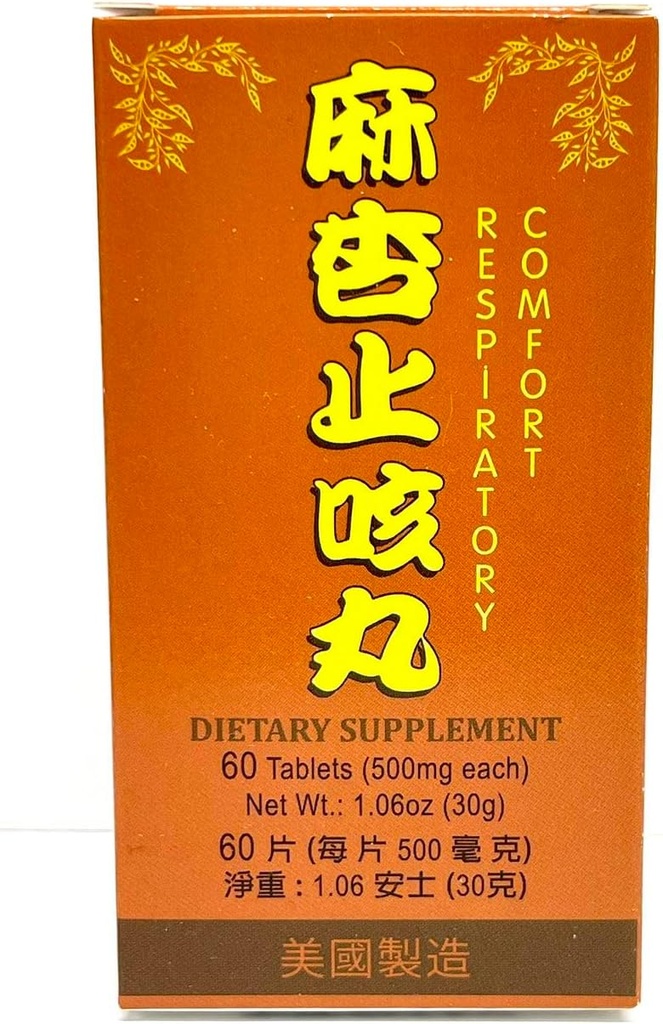 麻杏止咳丸
COMFORT
RESPIRATORY
DIETARY SUPPLEMENT
60 Tablets (500mg each)
Net Wt.: 1.06oz (30g)
60 片 (每 片 500 毫 克)
淨重 : 1.06 安士 (30克)
美國製造